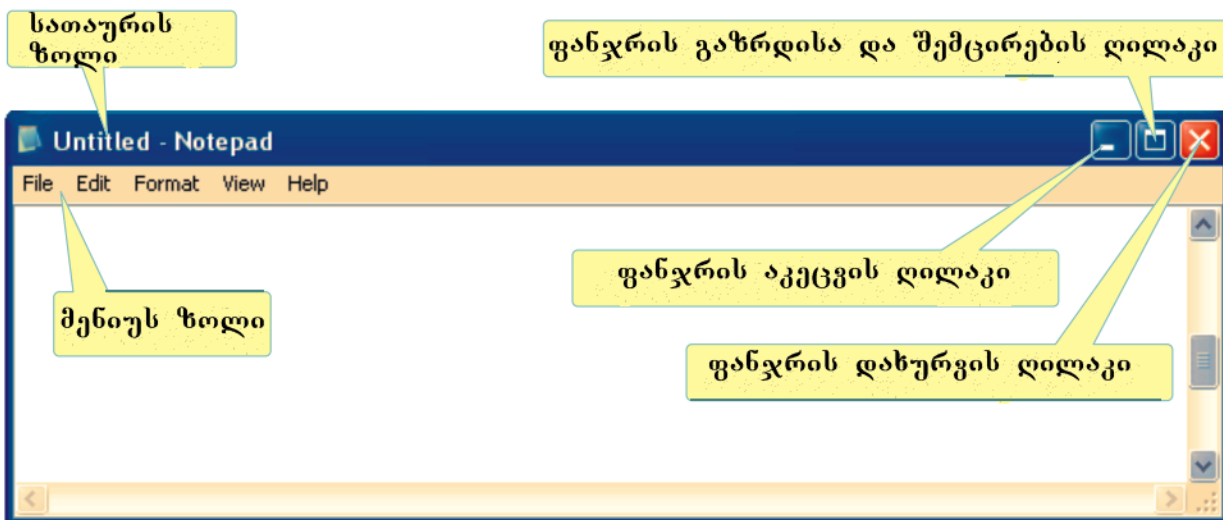 სათაურის
ზოლი
ფანჯრის გაზრდისა და შემცირების ღილაკი
Untitled - Notepad
File Edit Format View Help
ფანჯრის აკეცვის ღილაკი
მენიუს ზოლი
ფანჯრის დახურვის ღილაკი